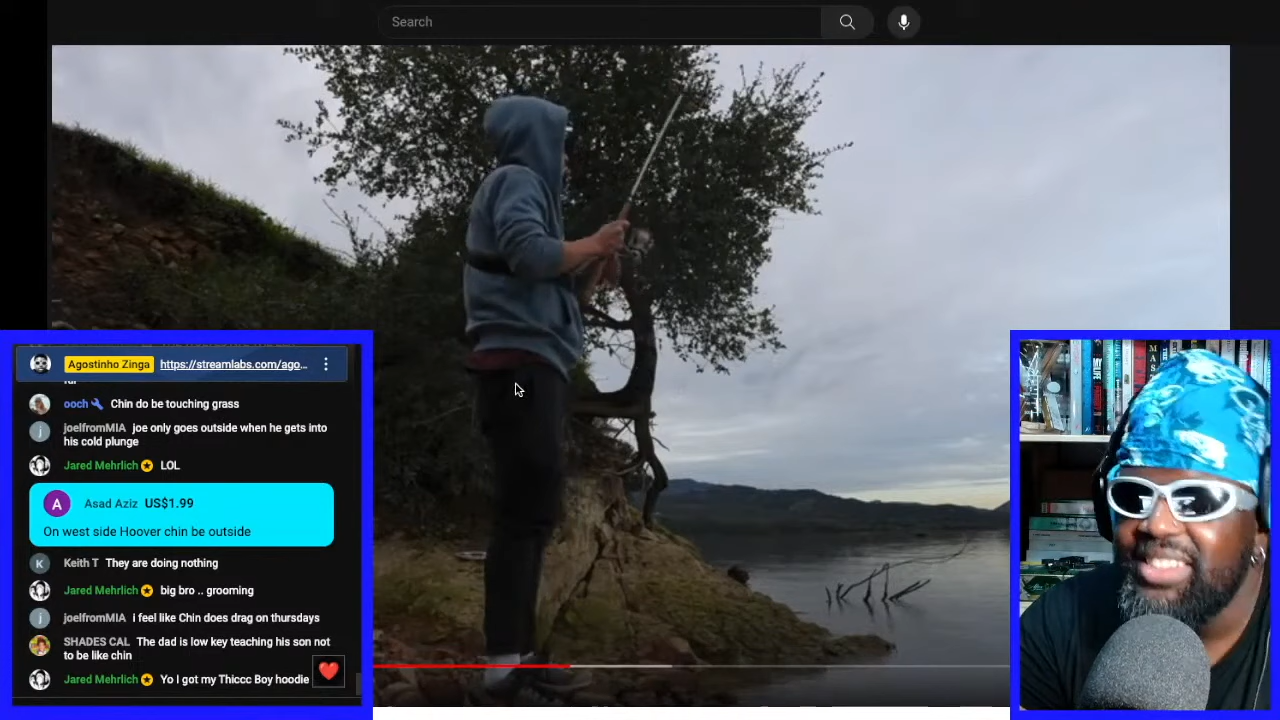 Search
Agostinho Zinga https://streamlabs.com/ago...
ooch Chin do be touching grass
joelfromMIA joe only goes outside when he gets into
his cold plunge
Jared Mehrlich LOL
A Asad Aziz US$1.99
On west side Hoover chin be outside
K Keith T They are doing nothing
Jared Mehrlich big bro .. grooming
j joelfromMIA i feel like Chin does drag on thursdays
SHADES CAL The dad is low key teaching his son not
to be like chin
Jared Mehrlich Yo I got my Thiccc Boy hoodie